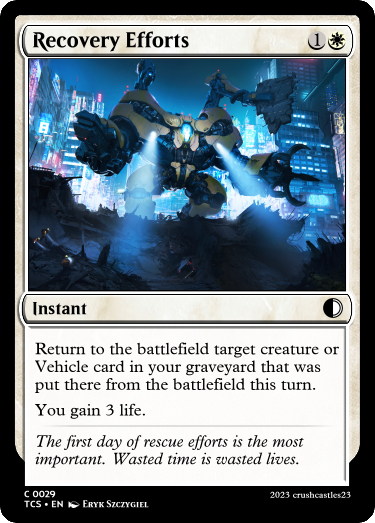 Recovery Efforts 1
Instant
Return to the battlefield target creature or
Vehicle card in your graveyard that was
put there from the battlefield this turn.
You gain 3 life.
The first day of rescue efforts is the most
important. Wasted time is wasted lives.
C 0029
TCS • EN Eryk Szczygieł
2023 crushcastles23